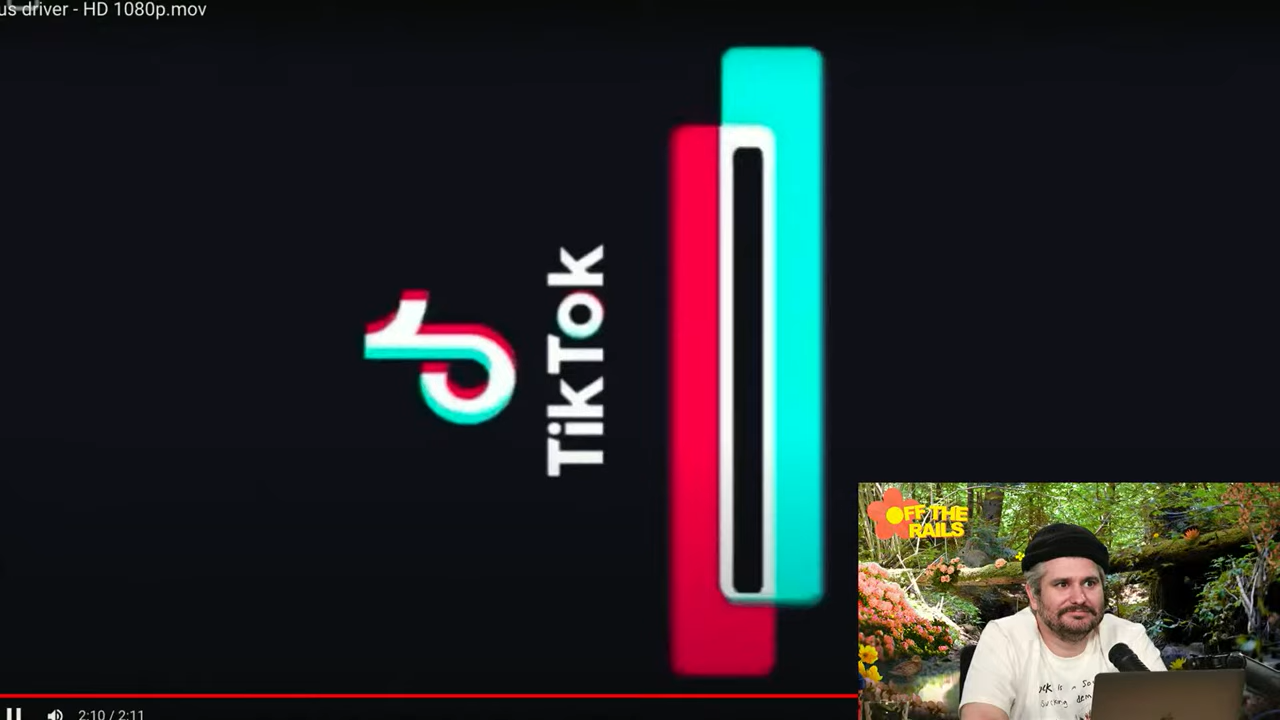 us driver - HD 1080p.mov
TikTok
OFF THE
RAILS
2:10 / 2:11